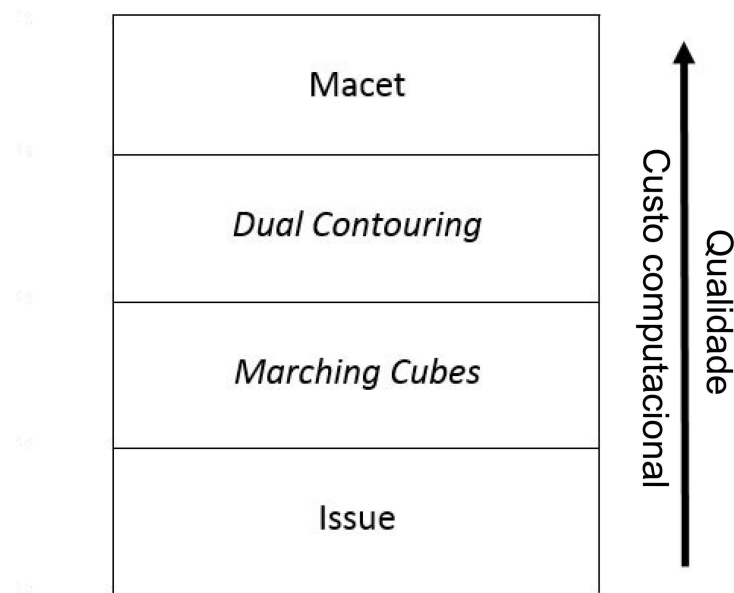 Macet
Dual Contouring
Marching Cubes
Issue
Custo computacional
Qualidade